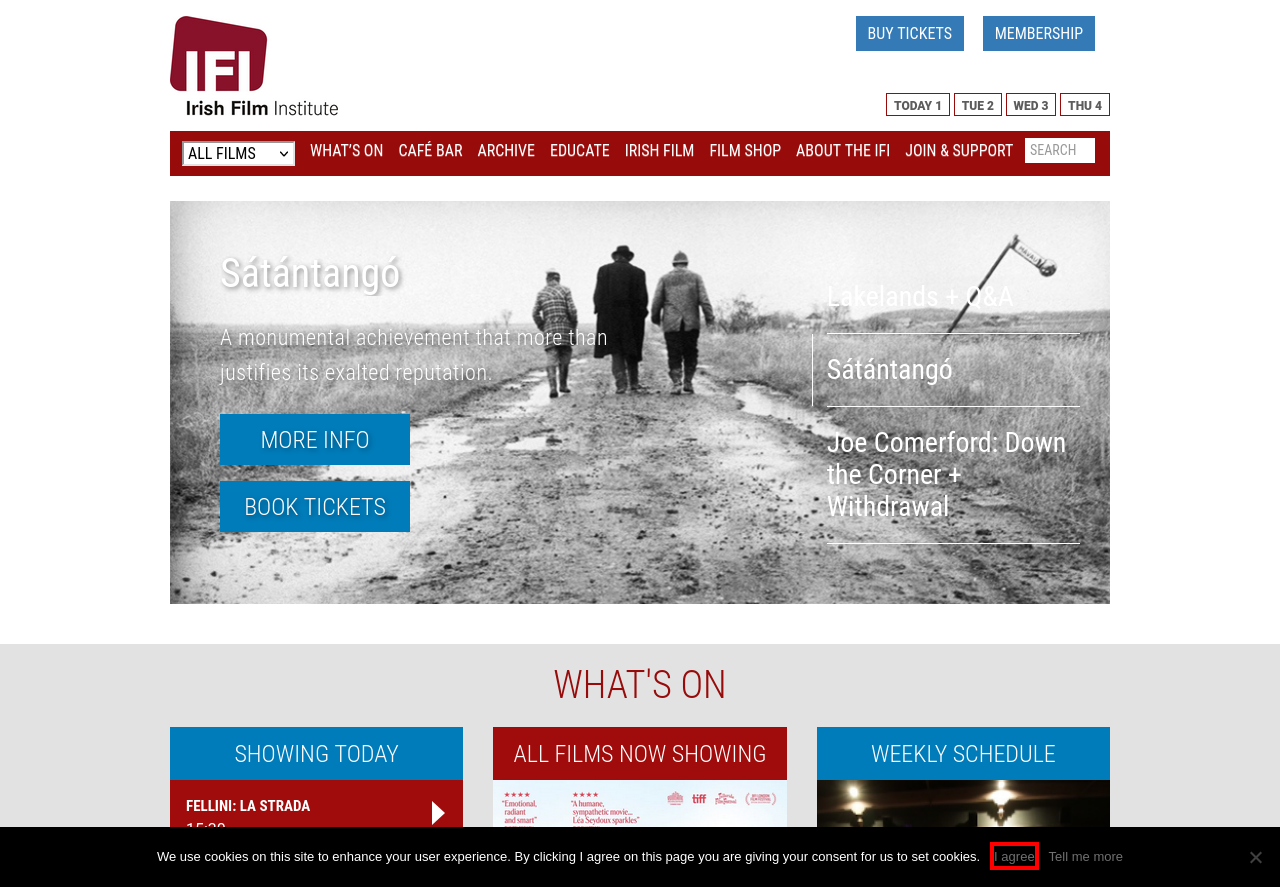 IFI
Irish Film Institute
BUY TICKETS
MEMBERSHIP
TODAY 1
TUE 2
WED 3
THU 4
ALL FILMS
WHAT'S ON
CAFÉ BAR
ARCHIVE
EDUCATE
IRISH FILM
FILM SHOP
ABOUT THE IFI
JOIN & SUPPORT
SEARCH
Sátántangó
A monumental achievement that more than
justifies its exalted reputation.
MORE INFO
BOOK TICKETS
Lakelands + Q&A
Sátántangó
Joe Comerford: Down
the Corner +
Withdrawal
WHAT'S ON
SHOWING TODAY
FELLINI: LA STRADA
15:30
ALL FILMS NOW SHOWING
"Emotional,
radiant
and smart"
"A humane,
sympathetic movie...
Léa Seydoux sparkles"
tiff
WEEKLY SCHEDULE
We use cookies on this site to enhance your user experience. By clicking I agree on this page you are giving your consent for us to set cookies.
I agree
Tell me more